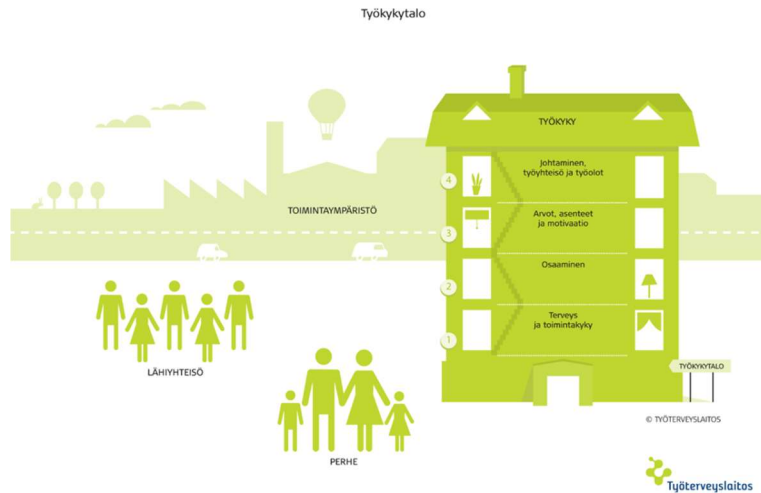 Työkykytalo
TYÖKYKY
4
Johtaminen,
työyhteisö ja työolot
TOIMINTAYMPÄRISTÖ
3
Arvot, asenteet
ja motivaatio
2
Osaaminen
1
Terveys
ja toimintakyky
LÄHIYHTEISÖ
PERHE
TYÖKYKYTALO
© TYÖTERVEYSLAITOS
Työterveyslaitos